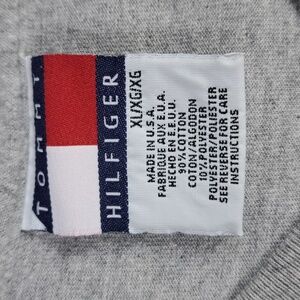 TOMMY
HILFIGER
XL/XG/XG
MADE IN U.S.A.
FABRIQUE AUX E.U.A.
HECHO EN E.E.U.U.
90% COTTON
COTON/ALGODON
10% POLYESTER
POLYESTER/POLYESTER
SEE REVERSE FOR CARE
INSTRUCTIONS